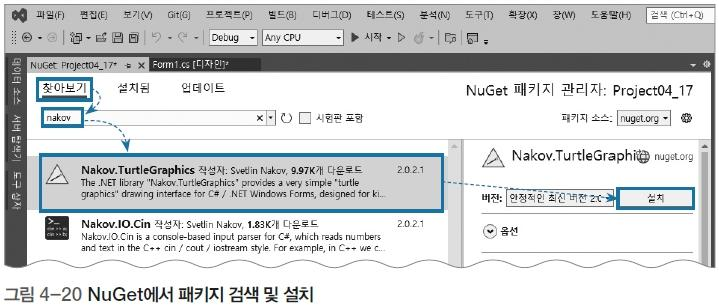 파일(F) 편집(E) 보기(V) Git(G) 프로젝트(P) 빌드(B) 디버그(D) 테스트(S) 분석(N) 도구(T) 확장(X) 창(W) 도움말(H) 검색 (Ctrl+Q)
Debug Any CPU 시작
NuGet: Project04_17* Form1.cs [디자인]*
데이터 소스 서버 탐색기 도구 상자
찾아보기 설치됨 업데이트 NuGet 패키지 관리자: Project04_17
nakov 시험판 포함 패키지 소스: nuget.org
Nakov.TurtleGraphics 작성자: Svetlin Nakov, 9.97K개 다운로드 2.0.2.1
The .NET library "Nakov.TurtleGraphics" provides a very simple "turtle
graphics" drawing interface for C# / .NET Windows Forms, designed for ki...
Nakov.IO.Cin 작성자: Svetlin Nakov, 1.83K개 다운로드 2.0.2.1
Nakov.IO.Cin is a console-based input parser for C#, which reads numbers
and text in the C++ cin / cout / iostream style. For example, in C++ we c...
Nakov.TurtleGraphi nuget.org
버전: 안정적인 최신 버전 2.0 설치
옵션
그림 4–20 NuGet에서 패키지 검색 및 설치